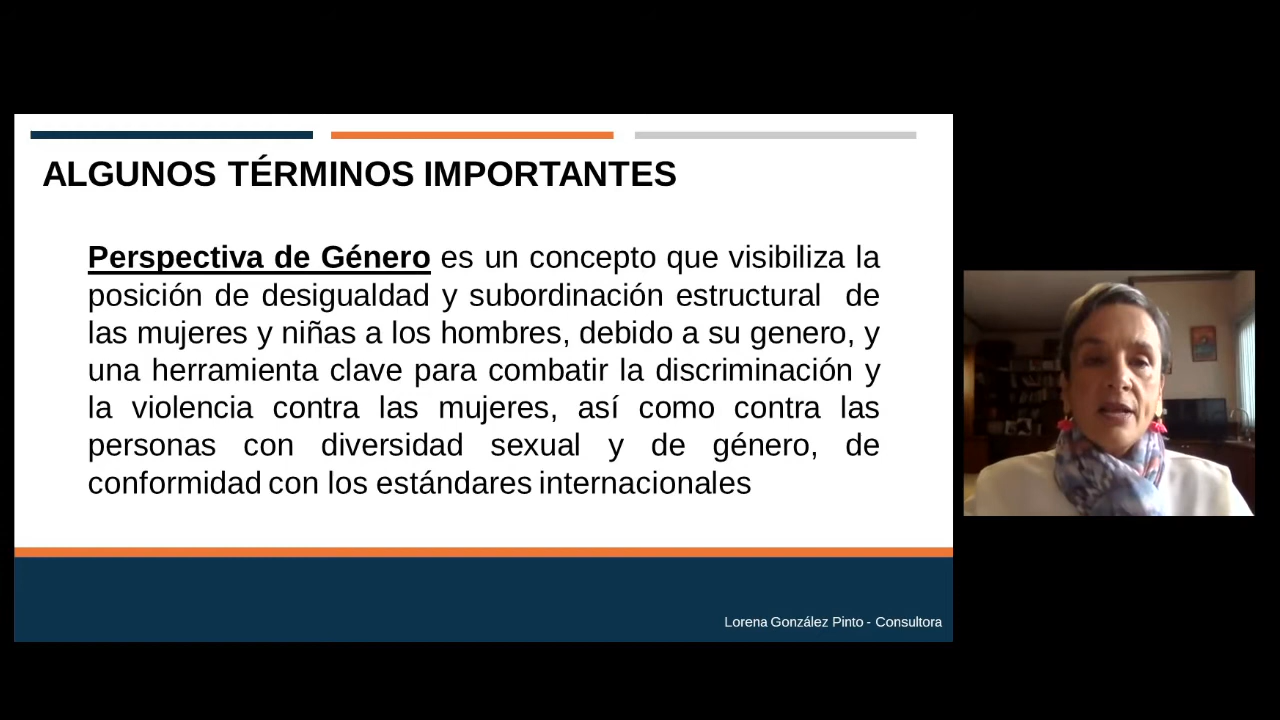 ALGUNOS TÉRMINOS IMPORTANTES
Perspectiva de Género es un concepto que visibiliza la
posición de desigualdad y subordinación estructural de
las mujeres y niñas a los hombres, debido a su genero, y
una herramienta clave para combatir la discriminación y
la violencia contra las mujeres, así como contra las
personas con diversidad sexual y de género, de
conformidad con los estándares internacionales
Lorena González Pinto - Consultora